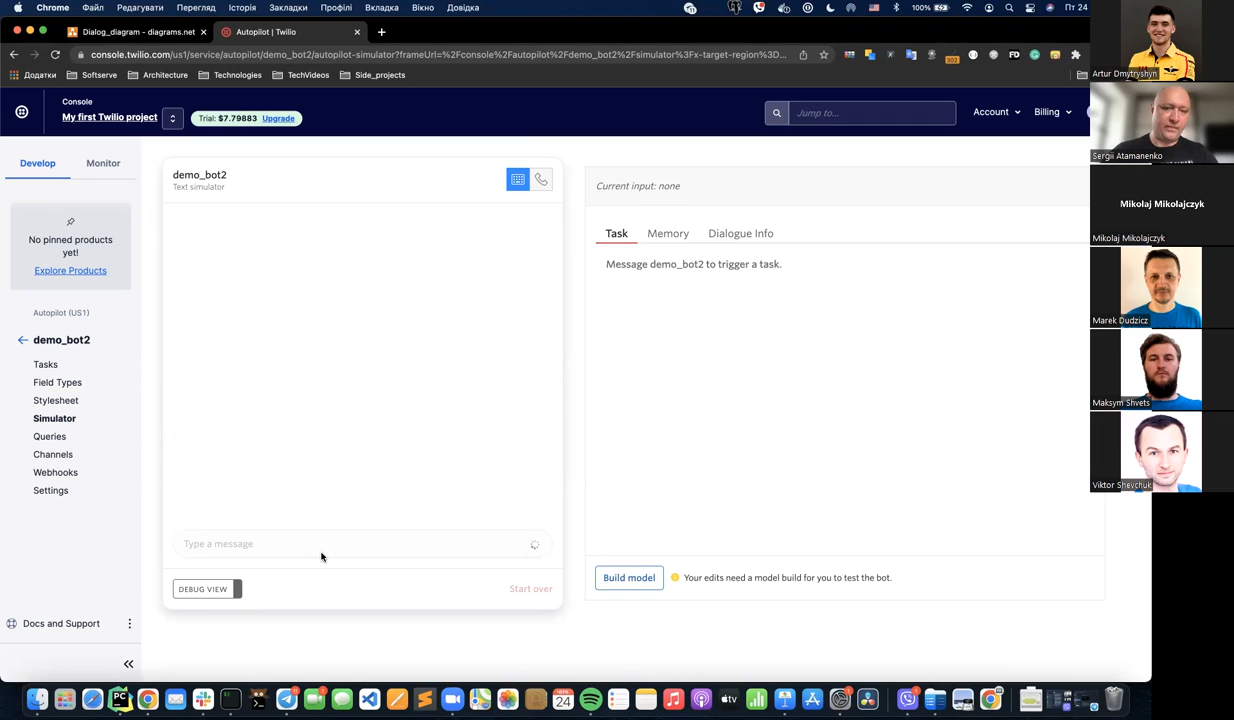 Chrome Файл Редагувати Перегляд Історія Закладки Профілі Вкладка Вікно Довідка 100% Пт 24
Dialog_diagram - diagrams.net
Autopilot | Twilio
console.twilio.com/us1/service/autopilot/demo_bot2/autopilot-simulator?frameUrl=%2Fconsole%2Fautopilot%2Fdemo_bot2%2Fsimulator%3Fx-target-region%3D...
302
Додатки Softserve Architecture Technologies TechVideos Side_projects
Console
My first Twilio project
Trial: $7.79883 Upgrade
Jump to...
Account
Billing
Develop
Monitor
No pinned products yet!
Explore Products
Autopilot (US1)
demo_bot2
Tasks
Field Types
Stylesheet
Simulator
Queries
Channels
Webhooks
Settings
Docs and Support
demo_bot2
Text simulator
Type a message
DEBUG VIEW
Start over
Current input: none
Task
Memory
Dialogue Info
Message demo_bot2 to trigger a task.
Build model
Your edits need a model build for you to test the bot.
Artur Dmytryshyn
Sergii Atamanenko
Mikolaj Mikolajczyk
Mikolaj Mikolajczyk
Marek Dudzicz
Maksym Shvets
Viktor Shevchuk
PC
24
tv